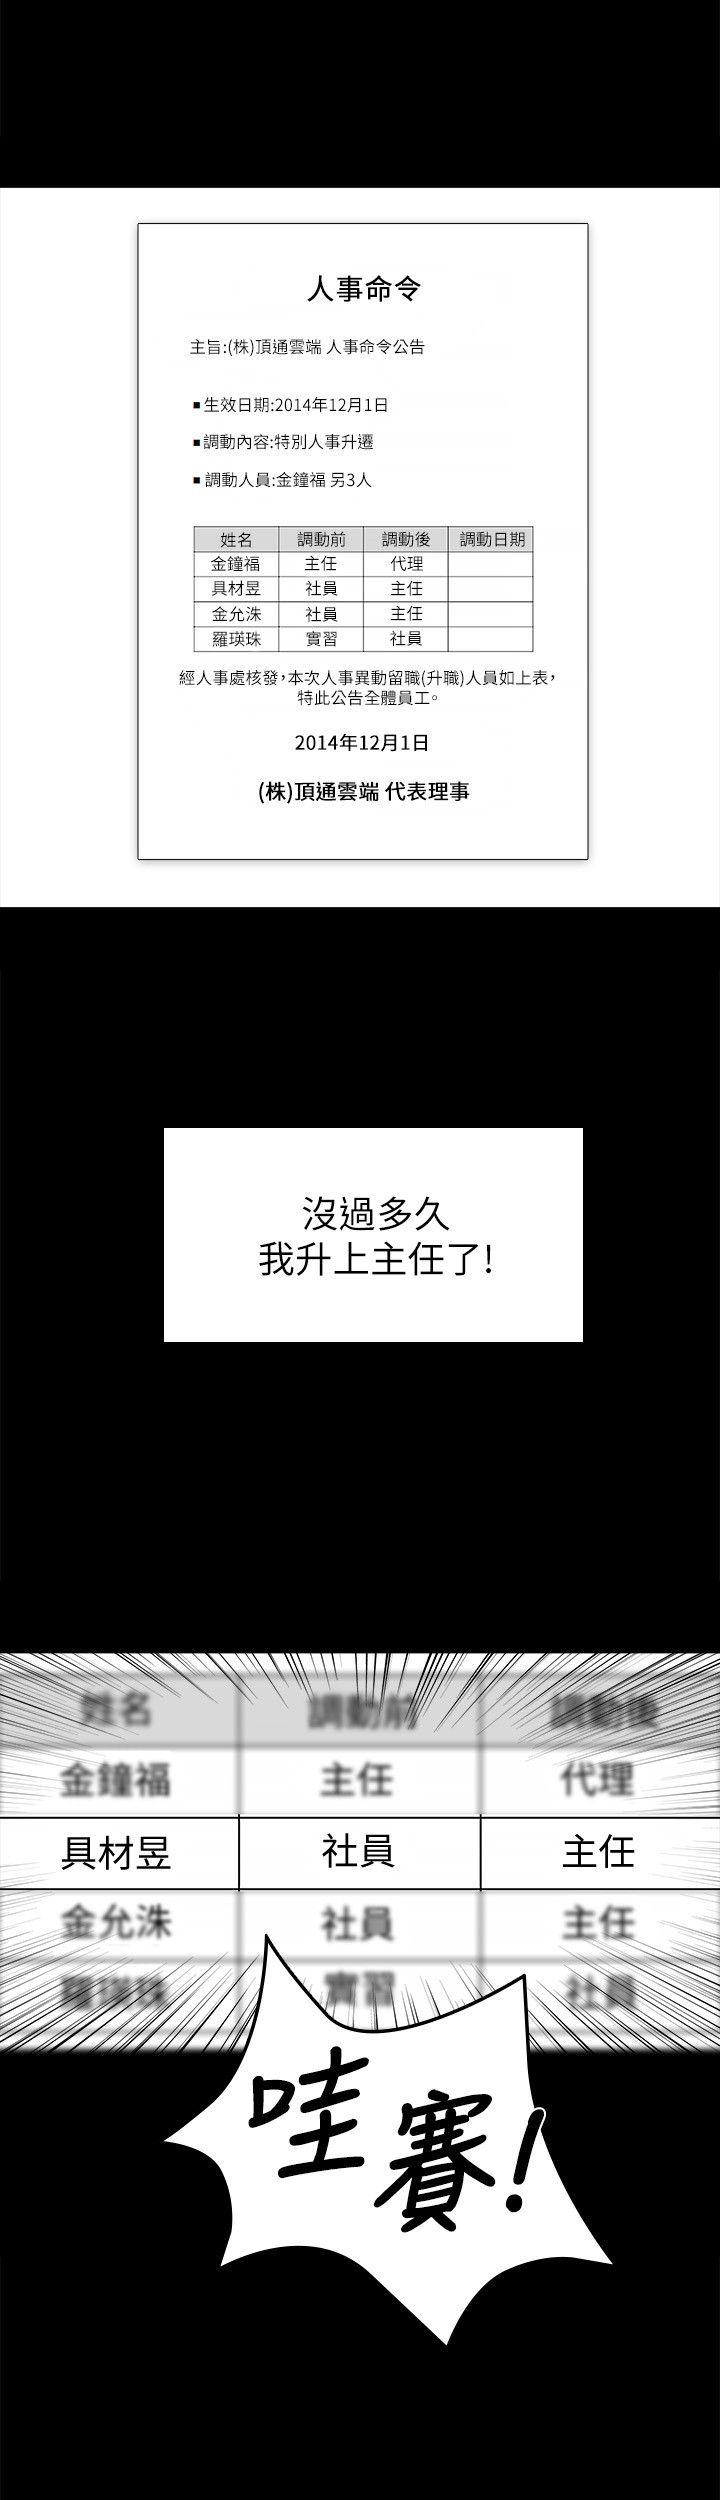 人事命令
主旨:(株)頂通雲端 人事命令公告
▪生效日期:2014年12月1日
▪調動內容:特別人事升遷
▪調動人員:金鐘福 另3人
姓名 調動前 調動後 調動日期
金鐘福 主任 代理
具材昱 社員 主任
金允洙 社員 主任
羅瑛珠 實習 社員
經人事處核發,本次人事異動留職(升職)人員如上表,
特此公告全體員工。
2014年12月1日
(株)頂通雲端 代表理事
沒過多久
我升上主任了!
姓名 調動前 調動後
金鐘福 主任 代理
具材昱 社員 主任
金允洙 社員 主任
羅瑛珠 實習 社員
哇賽!